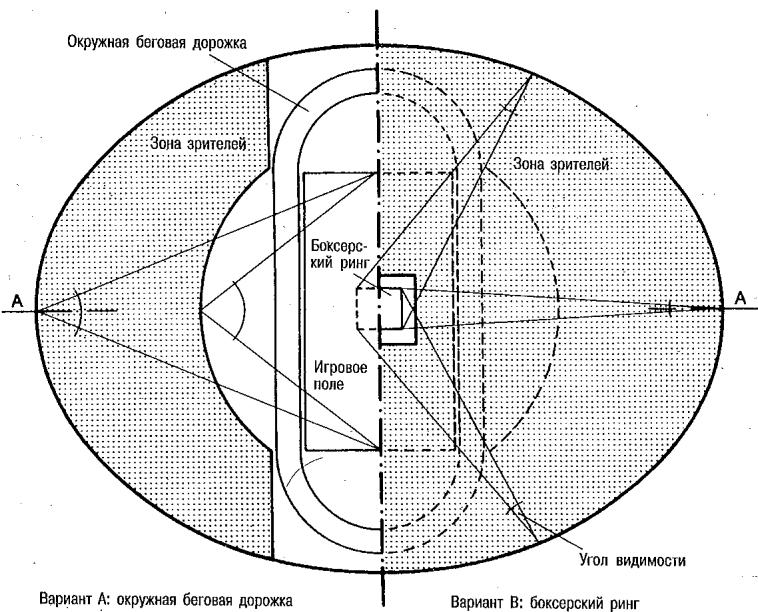 Окружная беговая дорожка
Зона зрителей
Зона зрителей
Боксерс-
кий ринг
А
А
Игровое
поле
Угол видимости
Вариант А: окружная беговая дорожка
Вариант В: боксерский ринг